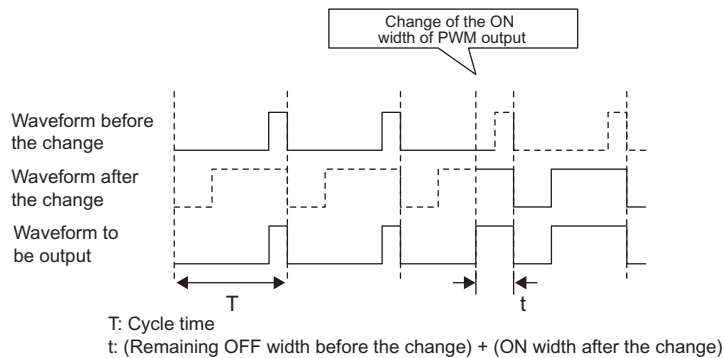 Change of the ON
width of PWM output
Waveform before
the change
Waveform after
the change
Waveform to
be output
T
t
T: Cycle time
t: (Remaining OFF width before the change) + (ON width after the change)